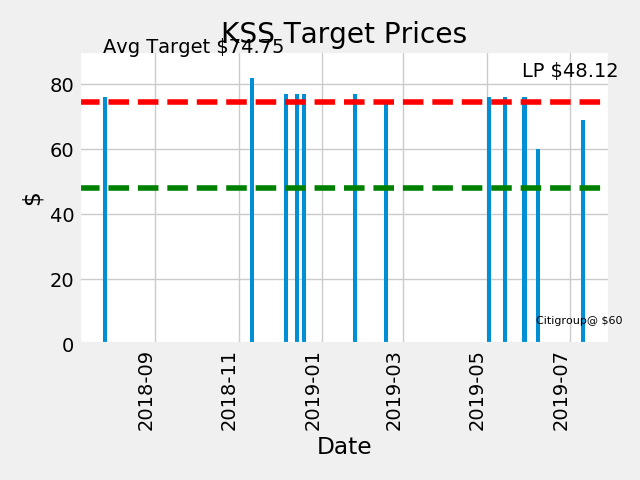 KSS Target Prices
Avg Target $74.75
LP $48.12
80
60
40
20
0
$
Citigroup@ $60
2018-09
2018-11
2019-01
2019-03
2019-05
2019-07
Date